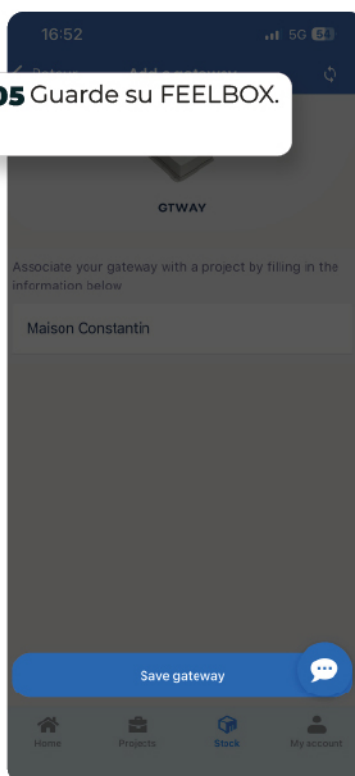 16:52
5G 54
05 Guarde su FEELBOX.
GTWAY
Associate your gateway with a project by filling in the
information below
Maison Constantin
Save gateway
Home
Projects
Stock
My account